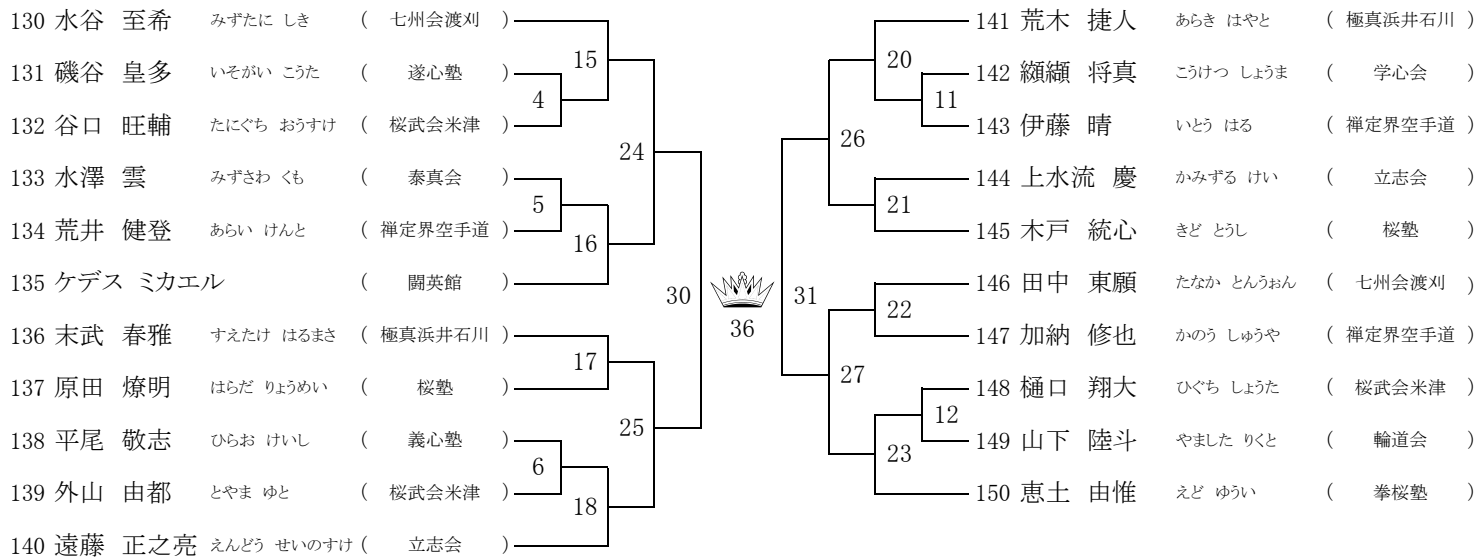 130 水谷 至希 みずたに しき ( 七州会渡刈 )
131 磯谷 皇多 いそがい こうた ( 遂心塾 )
132 谷口 旺輔 たにぐち おうすけ ( 桜武会米津 )
133 水澤 雲 みずさわ くも ( 泰真会 )
134 荒井 健登 あらい けんと ( 禅定界空手道 )
135 ケデス ミカエル ( 闘英館 )
136 末武 春雅 すえたけ はるまさ ( 極真浜井石川 )
137 原田 燎明 はらだ りょうめい ( 桜塾 )
138 平尾 敬志 ひらお けいし ( 義心塾 )
139 外山 由都 とやま ゆと ( 桜武会米津 )
140 遠藤 正之亮 えんどう せいのすけ ( 立志会 )
15
4
24
5
16
30
17
25
6
18
36
141 荒木 捷人 あらき はやと ( 極真浜井石川 )
142 纐纈 将真 こうけつ しょうま ( 学心会 )
143 伊藤 晴 いとう はる ( 禅定界空手道 )
144 上水流 慶 かみずる けい ( 立志会 )
145 木戸 統心 きど とうし ( 桜塾 )
146 田中 東願 たなか とんうぉん ( 七州会渡刈 )
147 加納 修也 かのう しゅうや ( 禅定界空手道 )
148 樋口 翔大 ひぐち しょうた ( 桜武会米津 )
149 山下 陸斗 やました りくと ( 輪道会 )
150 恵土 由惟 えど ゆうい ( 拳桜塾 )
20
11
26
21
31
22
27
12
23